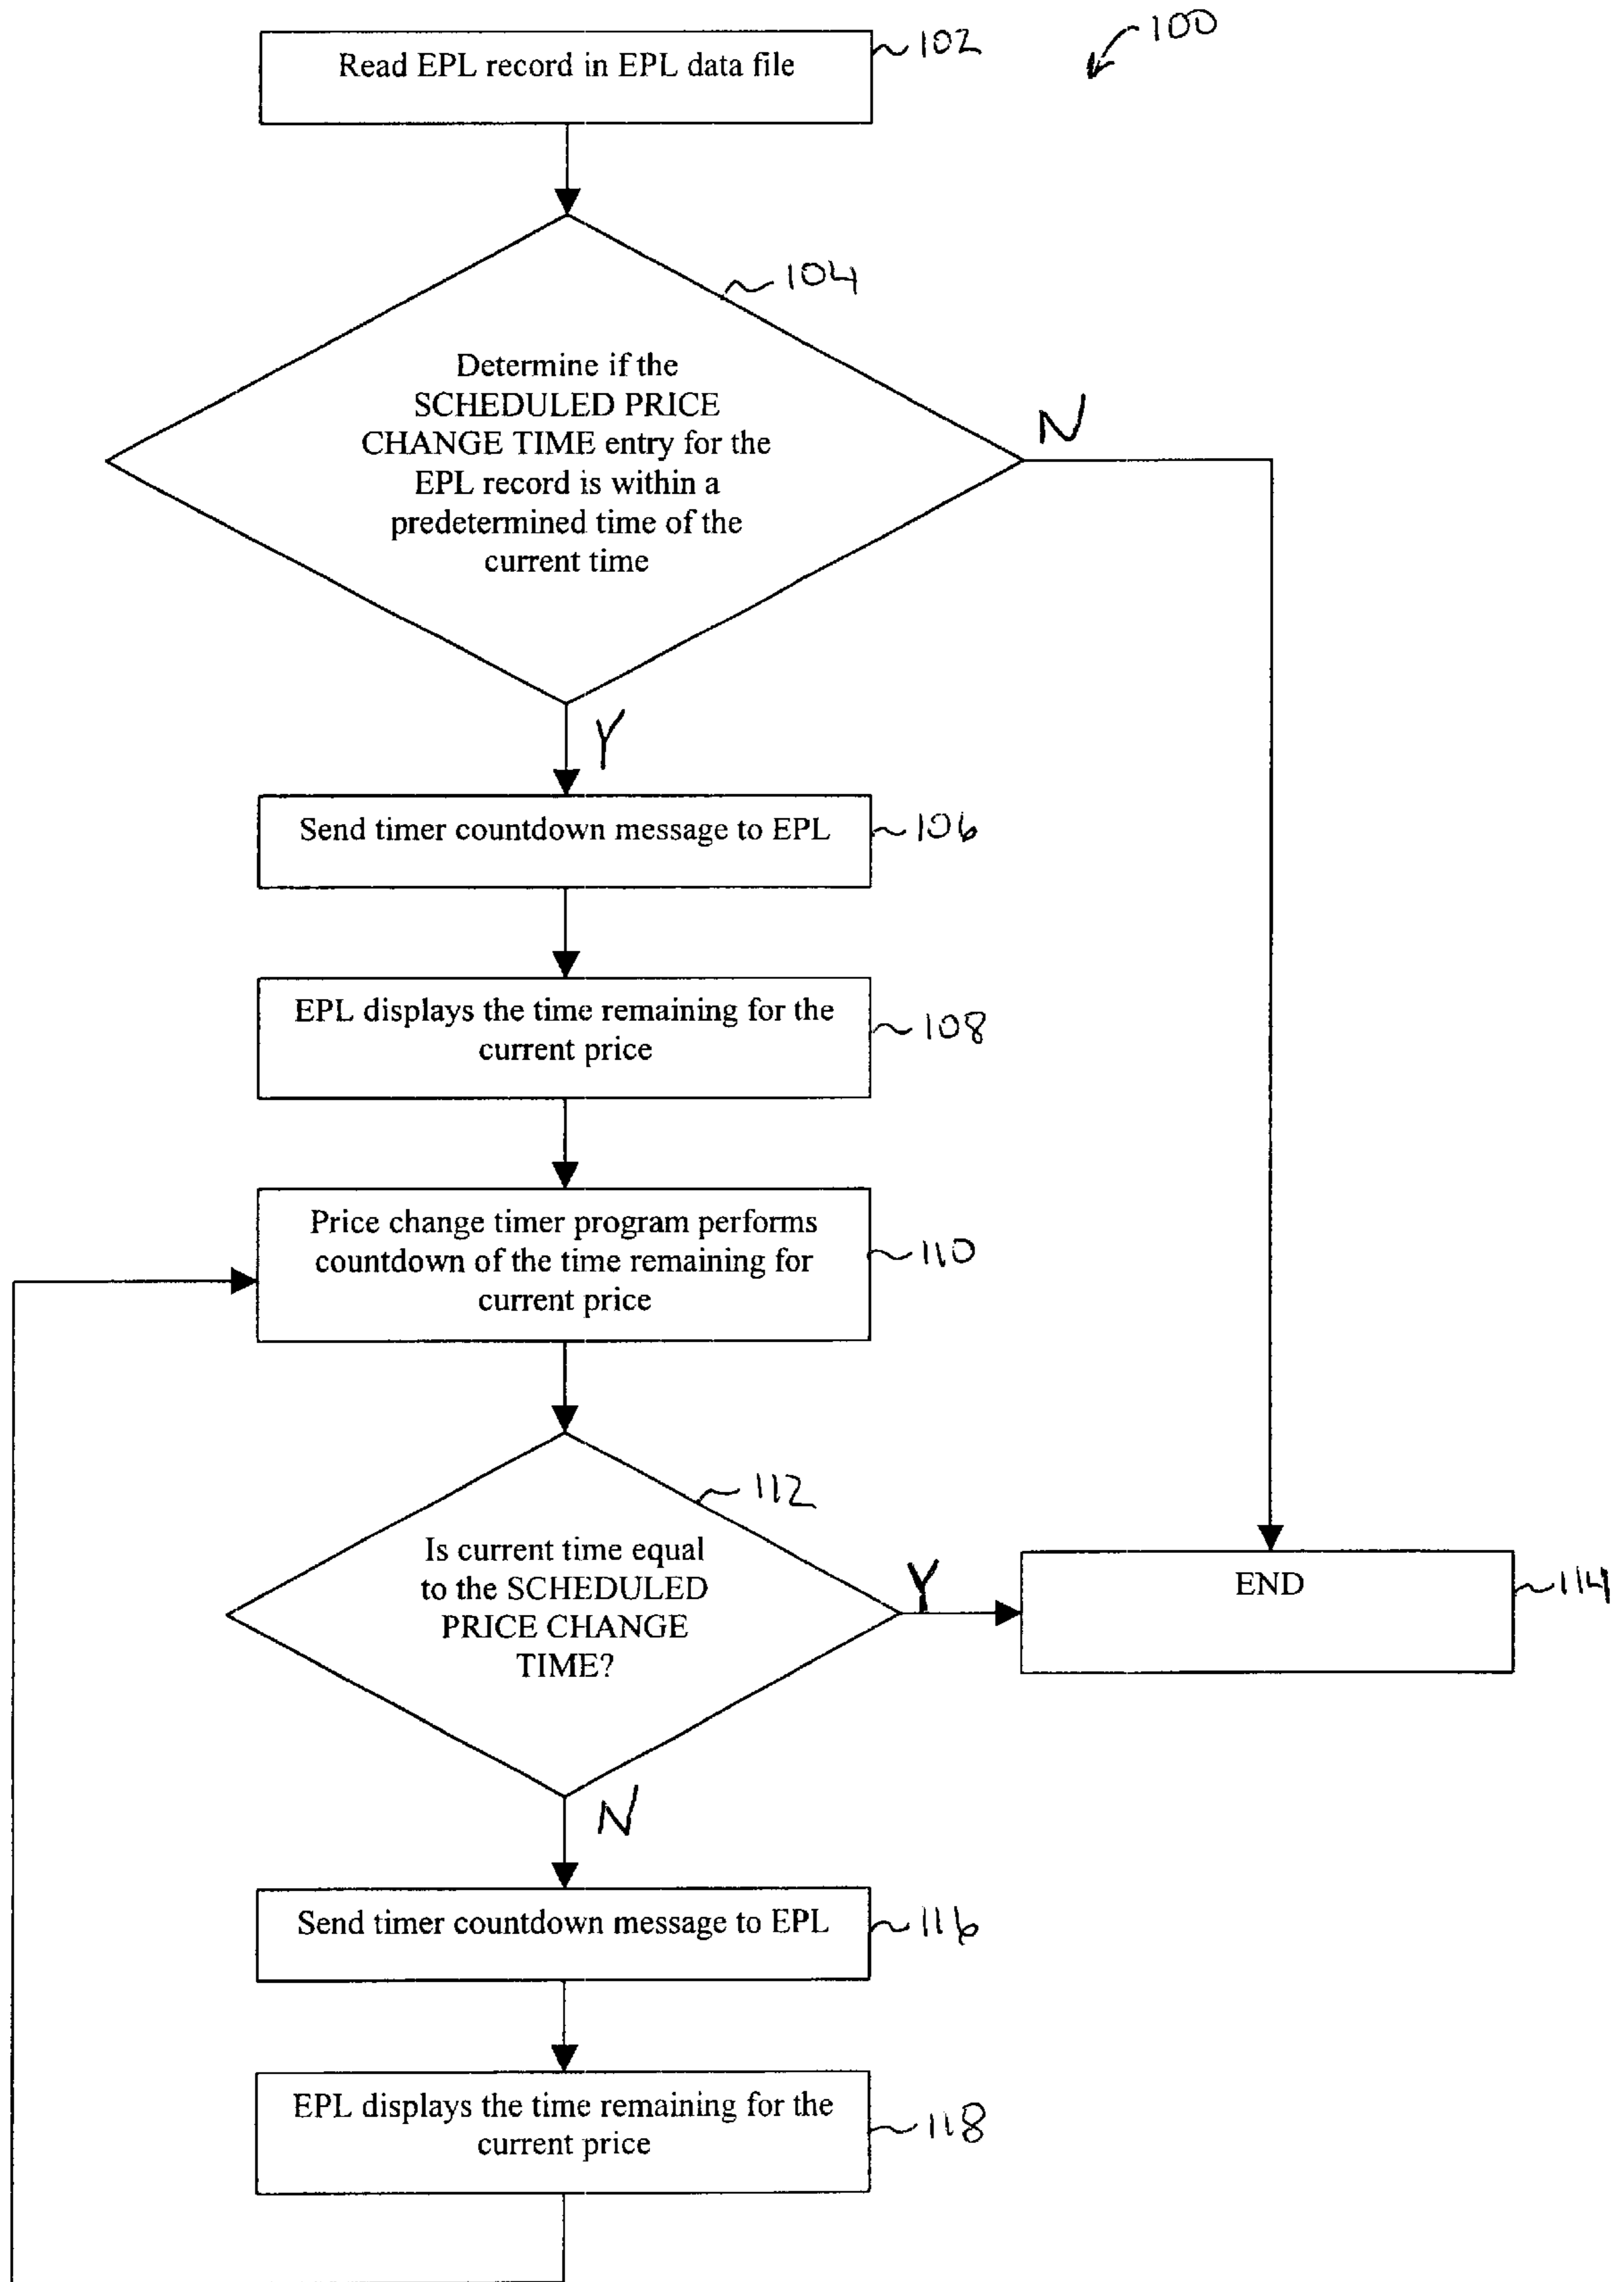 100
Read EPL record in EPL data file
102
104
Determine if the
SCHEDULED PRICE
CHANGE TIME entry for the
EPL record is within a
predetermined time of the
current time
N
Y
Send timer countdown message to EPL
106
EPL displays the time remaining for the
current price
108
Price change timer program performs
countdown of the time remaining for
current price
110
112
Is current time equal
to the SCHEDULED
PRICE CHANGE
TIME?
Y
END
114
N
Send timer countdown message to EPL
116
EPL displays the time remaining for the
current price
118